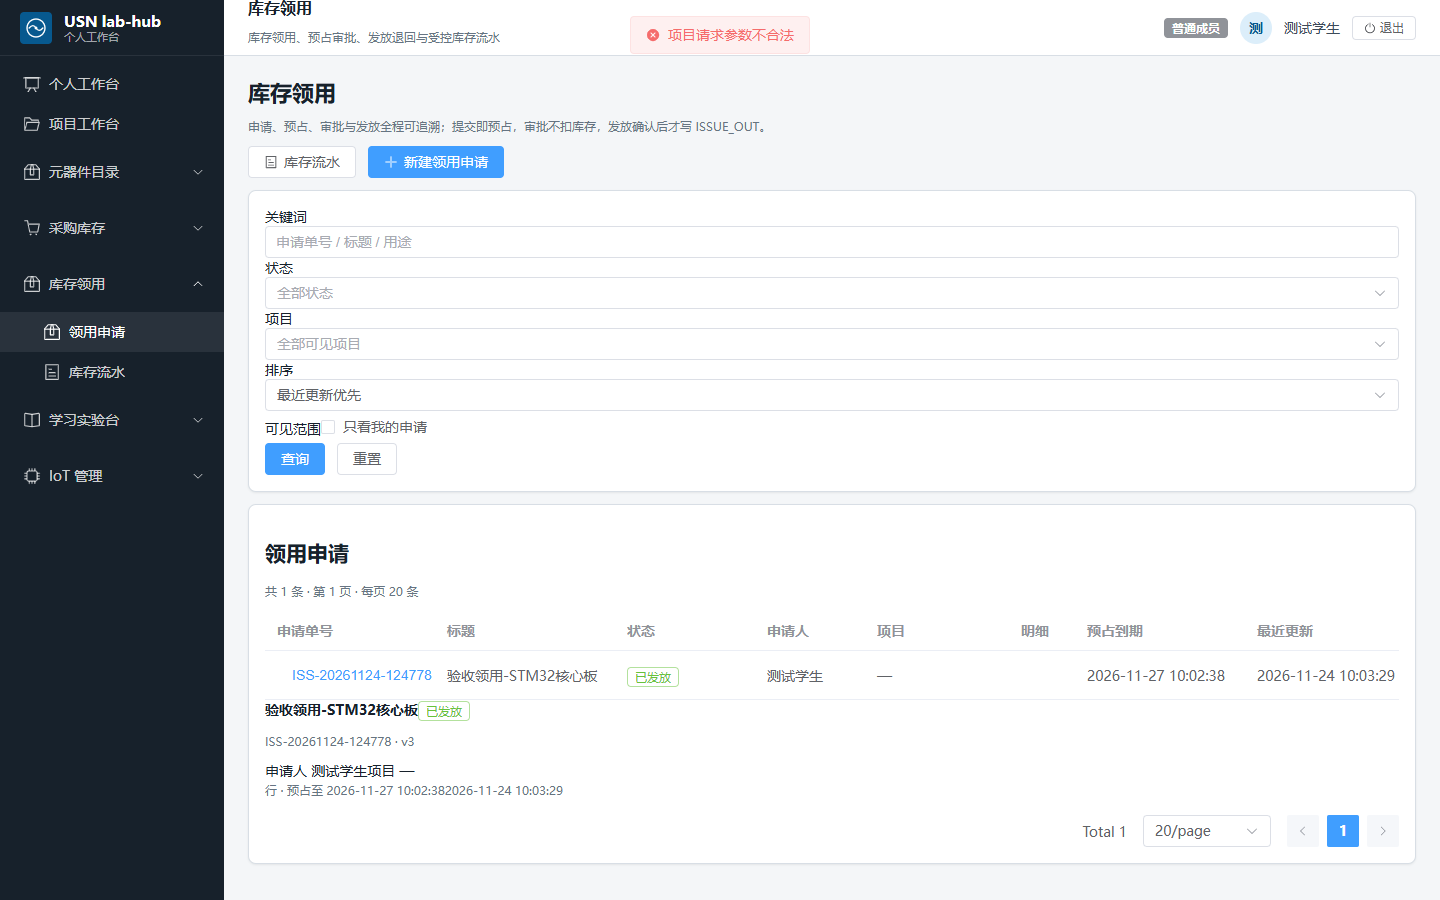 USN lab-hub
个人工作台
个人工作台
项目工作台
元器件目录
采购库存
库存领用
领用申请
库存流水
学习实验台
IoT 管理
库存领用
库存领用、预占审批、发放退回与受控库存流水
项目请求参数不合法
普通成员
测
测试学生
退出
库存领用
申请、预占、审批与发放全程可追溯；提交即预占，审批不扣库存，发放确认后才写 ISSUE_OUT。
库存流水
新建领用申请
关键词
申请单号 / 标题 / 用途
状态
全部状态
项目
全部可见项目
排序
最近更新优先
可见范围 只看我的申请
查询 重置
领用申请
共 1 条 · 第 1 页 · 每页 20 条
申请单号 标题 状态 申请人 项目 明细 预占到期 最近更新
ISS-20261124-124778 验收领用-STM32核心板 已发放 测试学生 — 2026-11-27 10:02:38 2026-11-24 10:03:29
验收领用-STM32核心板 已发放
ISS-20261124-124778 · v3
申请人 测试学生项目 —
行 · 预占至 2026-11-27 10:02:382026-11-24 10:03:29
Total 1 20/page 1